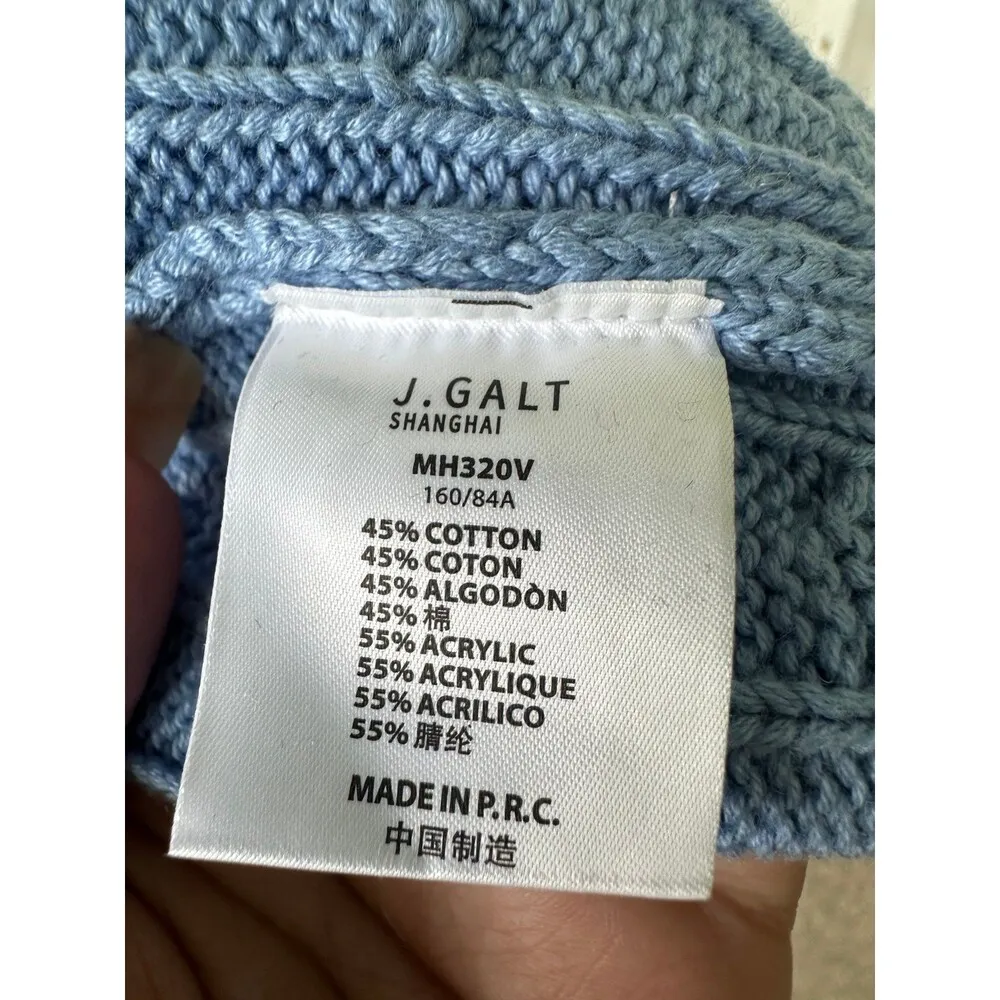 J.GALT
SHANGHAI
MH320V
160/84A
45% COTTON
45% COTON
45% ALGODÒN
45% 棉
55% ACRYLIC
55% ACRYLIQUE
55% ACRILICO
55% 腈纶
MADE IN P.R.C.
中国制造